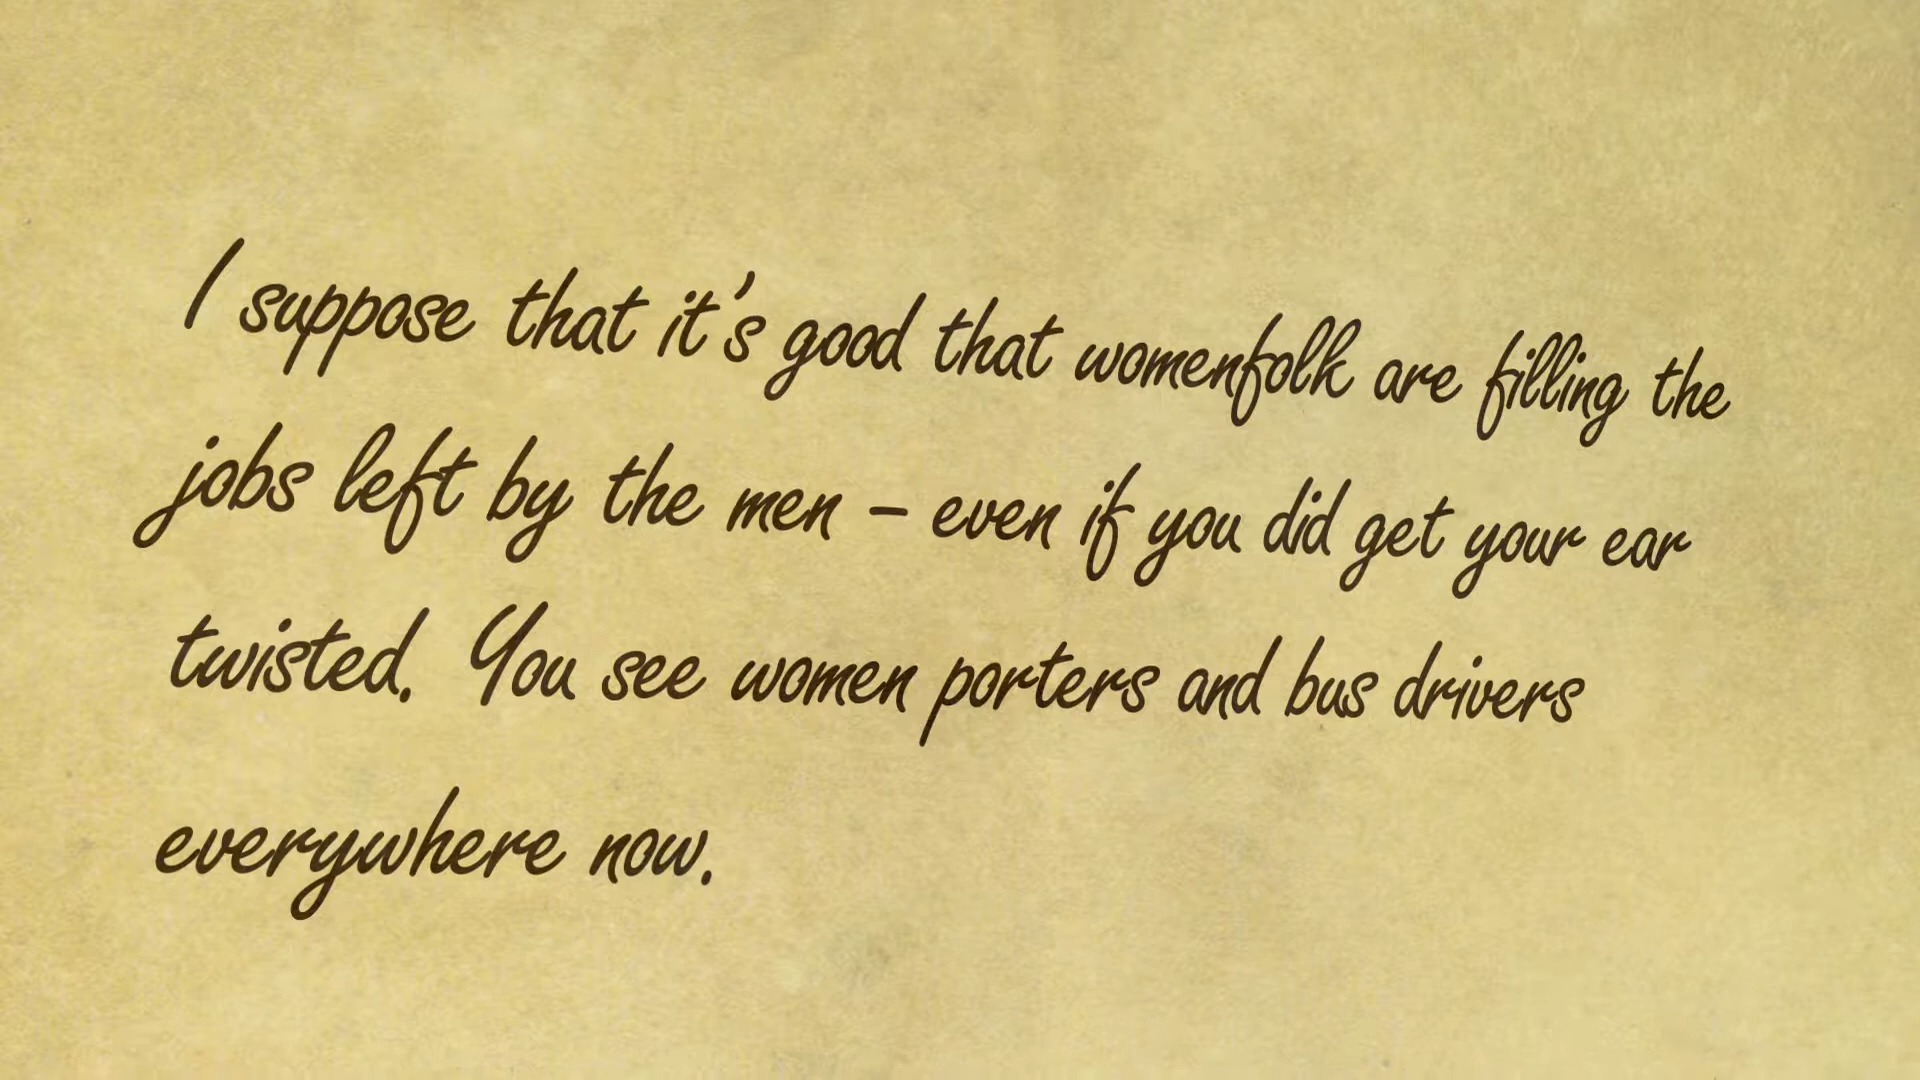 I suppose that it's good that womenfolk are filling the
jobs left by the men – even if you did get your ear
twisted. You see women porters and bus drivers
everywhere now.